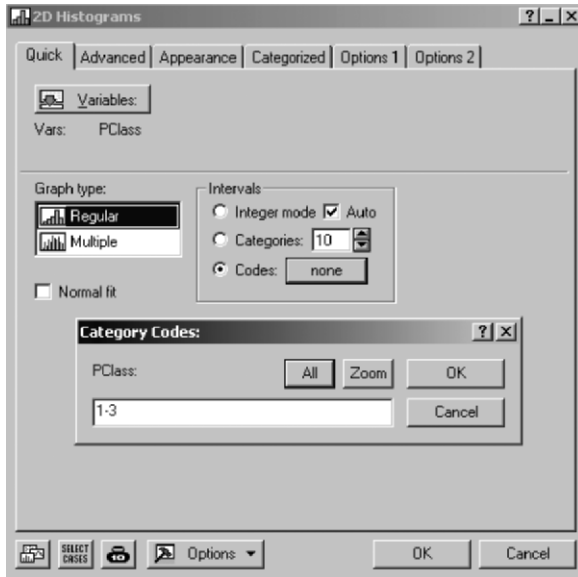 2D Histograms
Quick Advanced Appearance Categorized Options 1 Options 2
Variables:
Vars: PClass
Graph type:
Regular
Multiple
Normal fit
Intervals
Integer mode Auto
Categories: 10
Codes: none
Category Codes:
PClass: All Zoom OK
1-3 Cancel
SELECT CASES Options OK Cancel